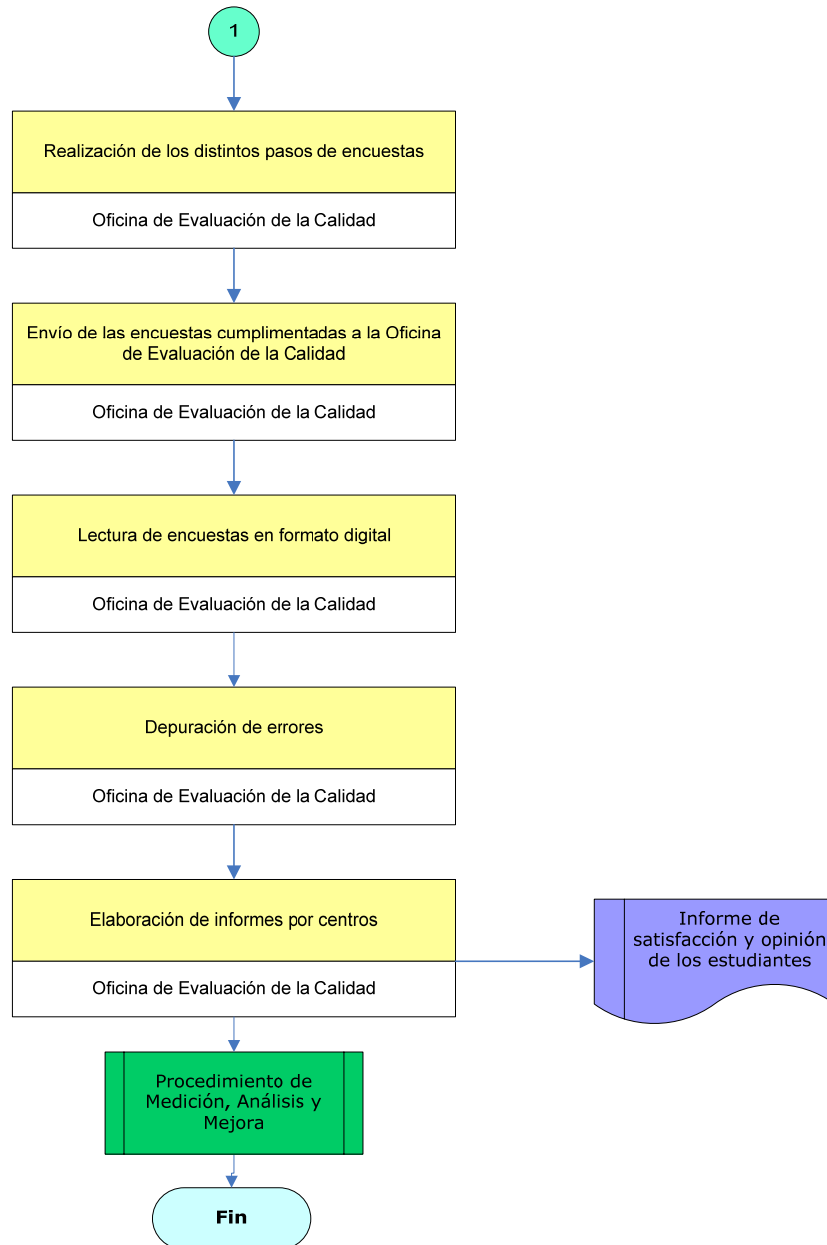 1
Realización de los distintos pasos de encuestas
Oficina de Evaluación de la Calidad
Envío de las encuestas cumplimentadas a la Oficina
de Evaluación de la Calidad
Oficina de Evaluación de la Calidad
Lectura de encuestas en formato digital
Oficina de Evaluación de la Calidad
Depuración de errores
Oficina de Evaluación de la Calidad
Elaboración de informes por centros
Oficina de Evaluación de la Calidad
Informe de
satisfacción y opinión
de los estudiantes
Procedimiento de
Medición, Análisis y
Mejora
Fin